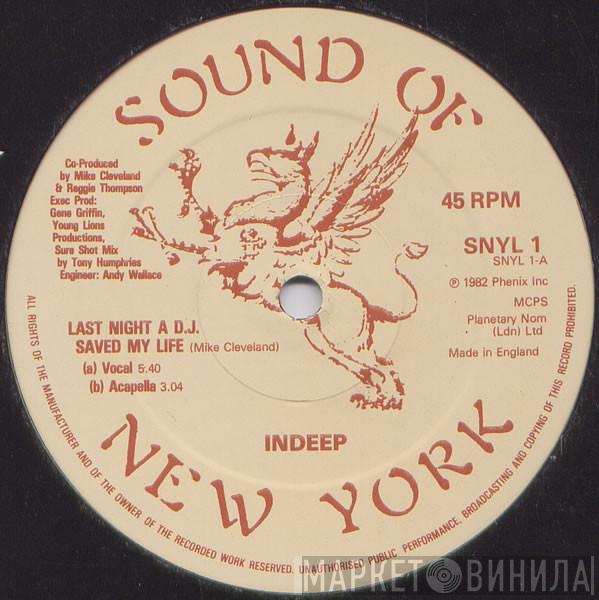 SOUND OF
Co-Produced
by Mike Cleveland
& Reggie Thompson
Exec Prod:
Gene Griffin,
Young Lions
Productions,
Sure Shot Mix
by Tony Humphries
Engineer: Andy Wallace
45 RPM
SNYL 1
SNYL 1-A
℗ 1982 Phenix Inc
MCPS
Planetary Nom
(Ldn) Ltd
Made in England
LAST NIGHT A D.J.
SAVED MY LIFE (Mike Cleveland)
(a) Vocal 5:40
(b) Acapella 3.04
INDEEP
NEW YORK
ALL RIGHTS OF THE MANUFACTURER AND OF THE OWNER OF THE RECORDED WORK RESERVED. UNAUTHORISED PUBLIC PERFORMANCE, BROADCASTING AND COPYING OF THIS RECORD PROHIBITED.
МАРКЕТ ВИНИЛА